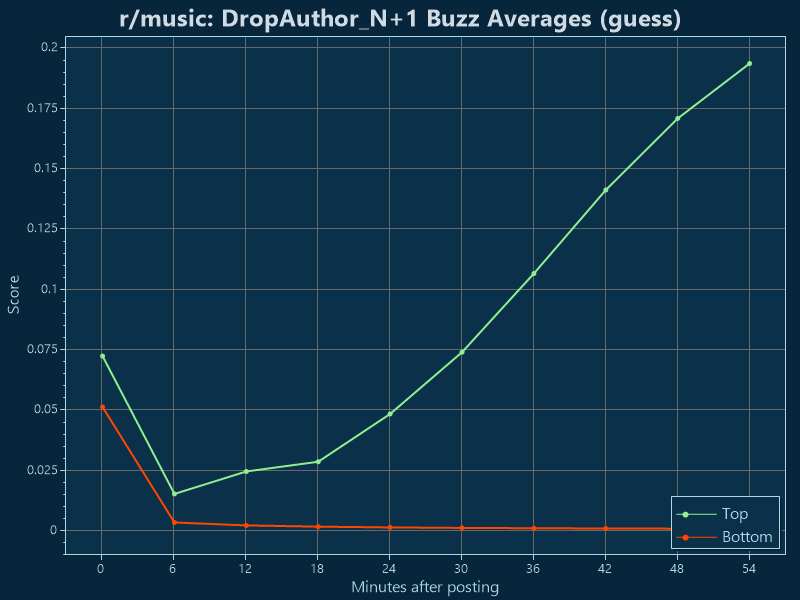 r/music: DropAuthor_N+1 Buzz Averages (guess)
0.2
0.175
0.15
0.125
0.1
0.075
0.05
0.025
0
Score
0 6 12 18 24 30 36 42 48 54
Minutes after posting
Top
Bottom